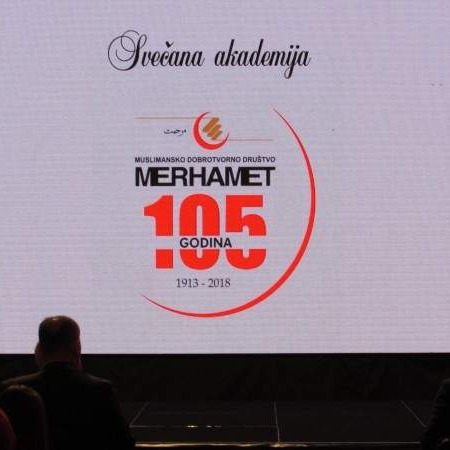 Svečana akademija
مرحمت
MUSLIMANSKO DOBROTVORNO DRUŠTVO
MERHAMET
105
GODINA
1913 - 2018